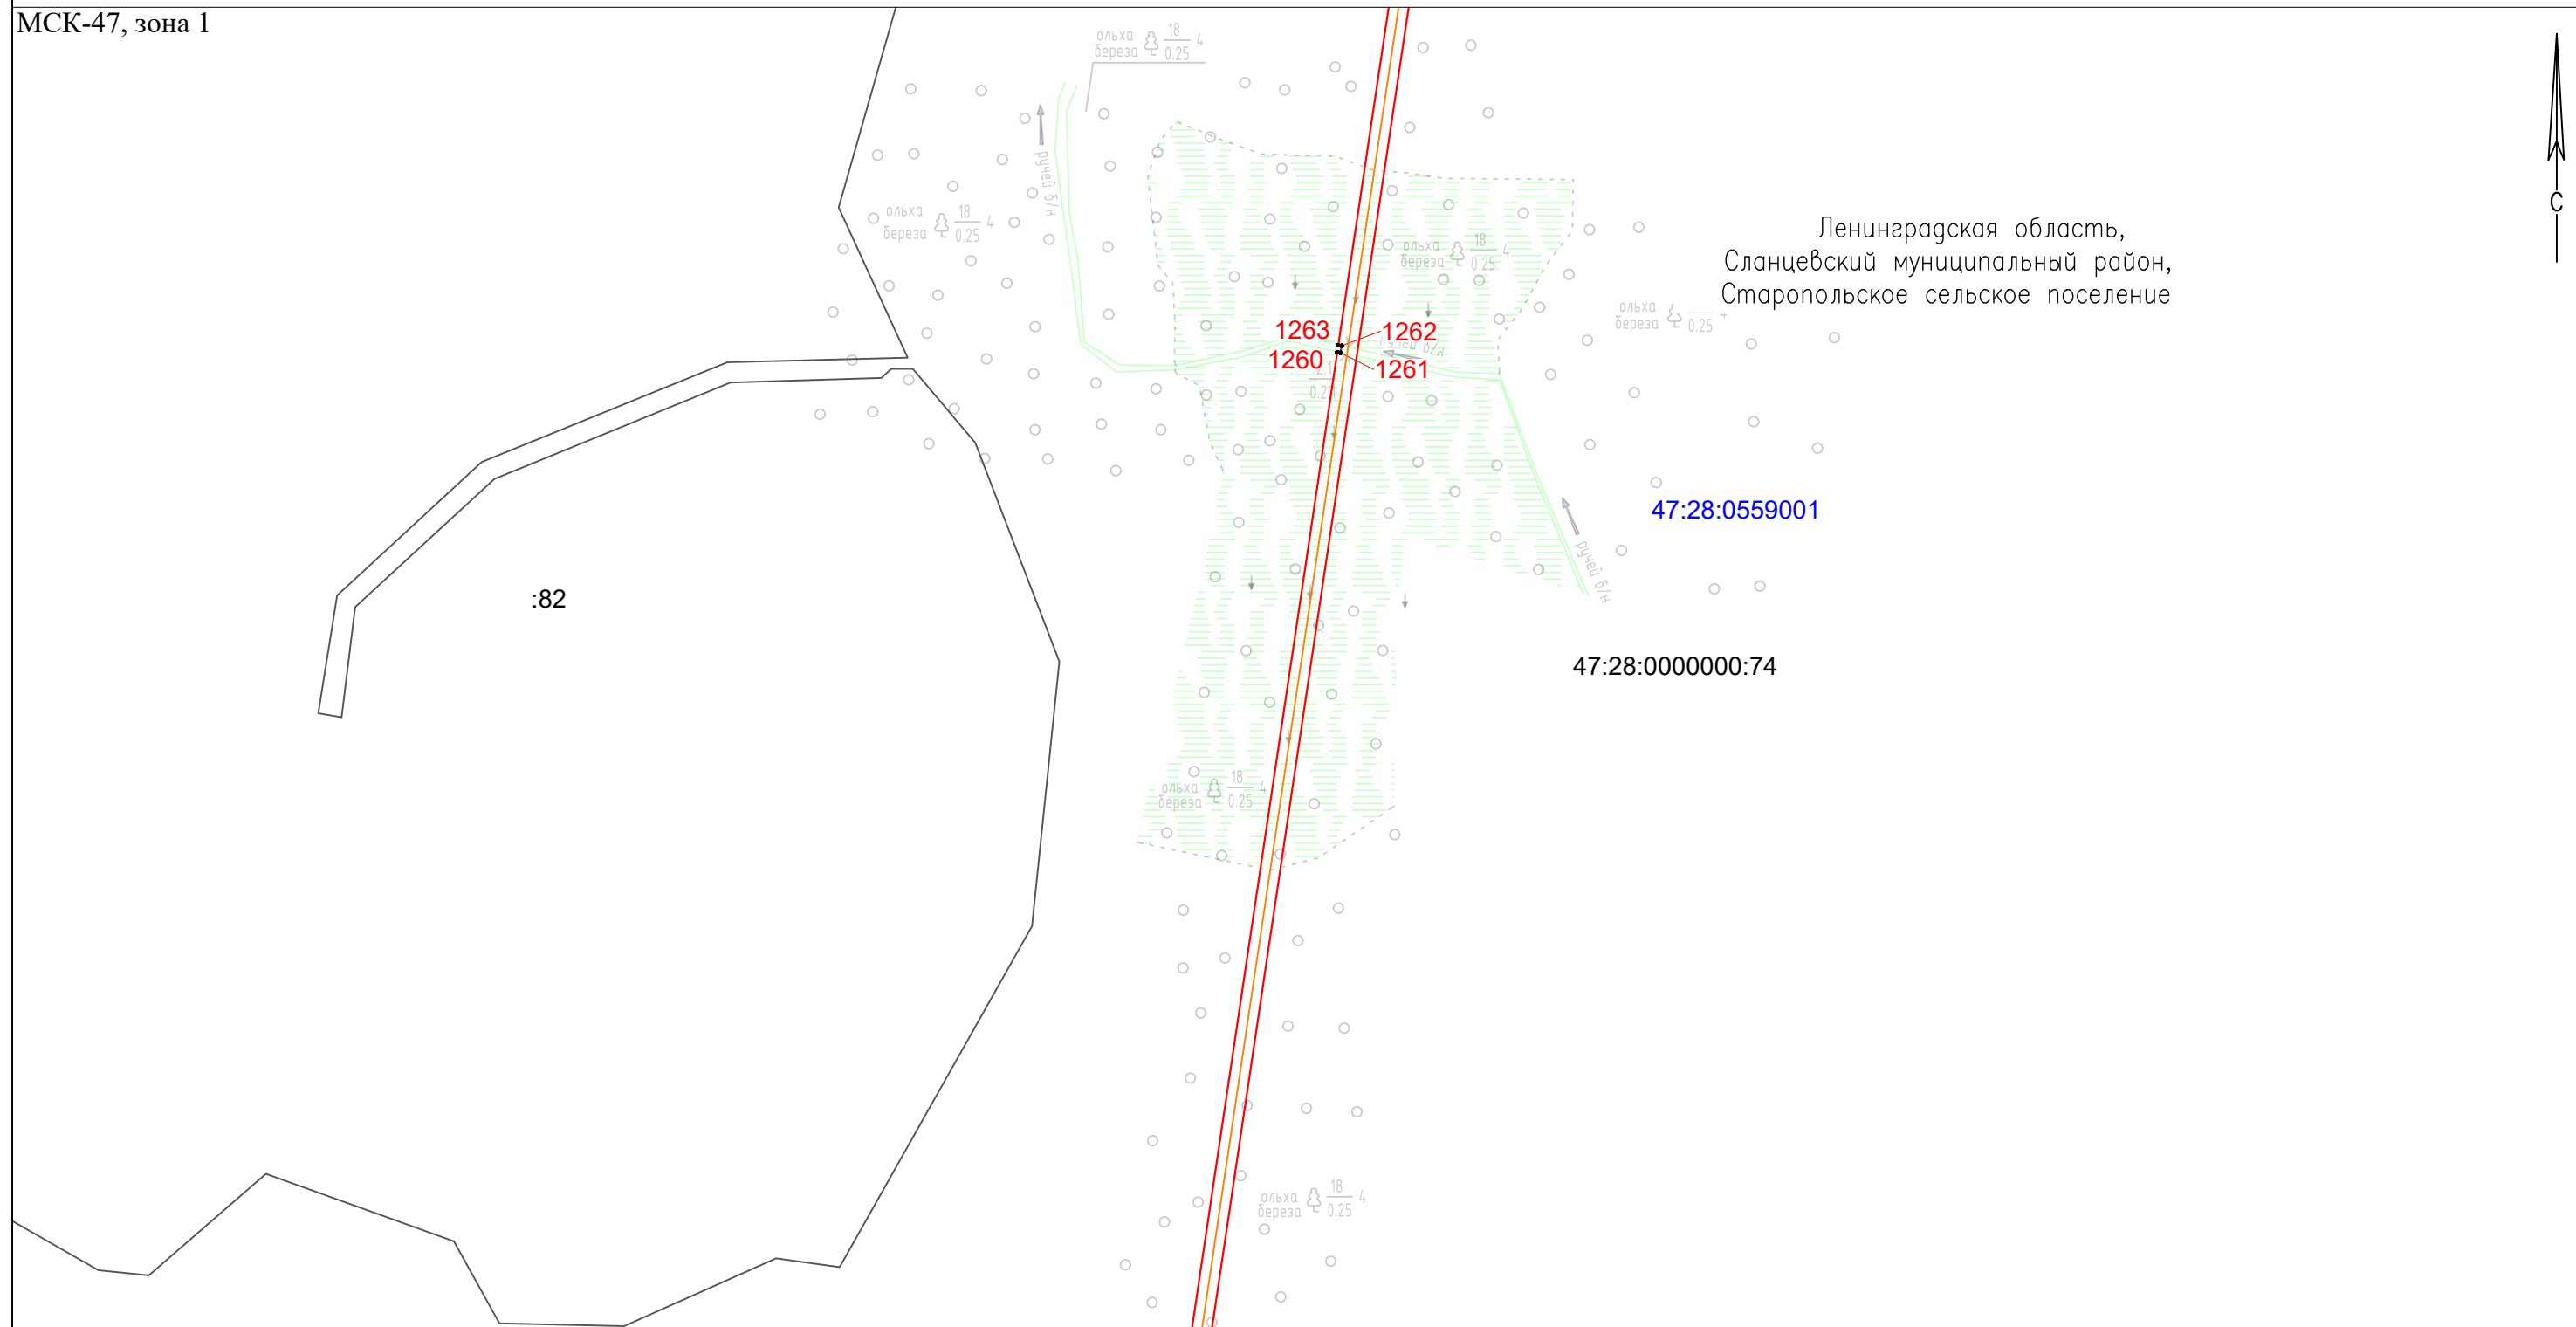 МСК-47, зона 1
ольха 18 4
береза 0.25
С
ручей б/н
ольха 18 4
береза 0.25
Ленинградская область,
Сланцевский муниципальный район,
Старопольское сельское поселение
ольха 18 4
береза 0.25
ольха 4
береза 0.25
1263
1262
1260
1261
б/н
47:28:0559001
ручей б/н
:82
47:28:0000000:74
ольха 18 4
береза 0.25
ольха 18 4
береза 0.25